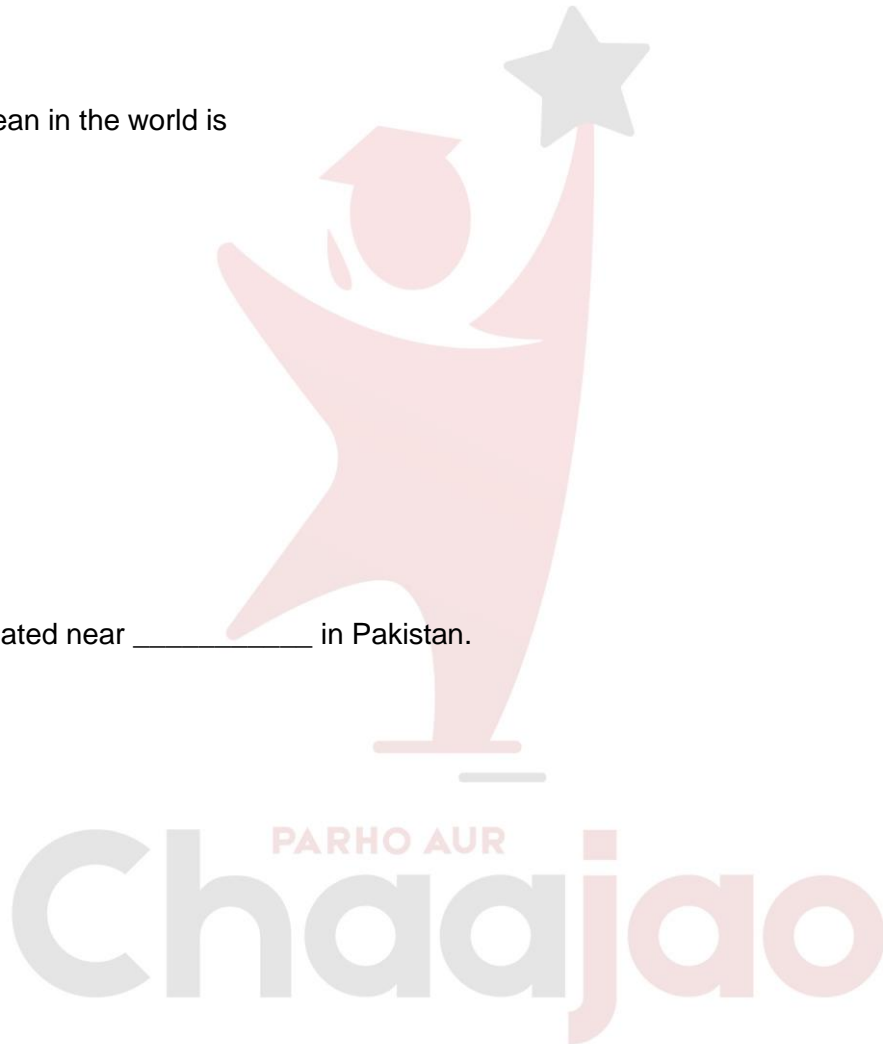 ean in the world is
ated near ___________ in Pakistan.
PARHO AUR
Chaajao